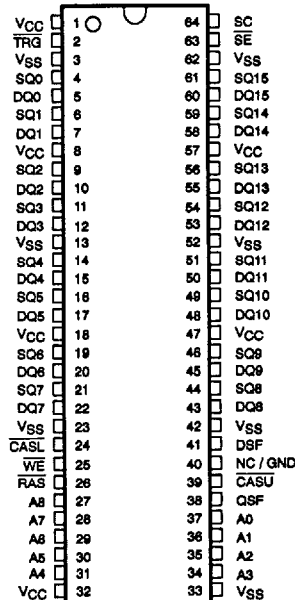 VCC 1 64 SC
TRG 2 63 SE
VSS 3 62 VSS
SQ0 4 61 SQ15
DQ0 5 60 DQ15
SQ1 6 59 SQ14
DQ1 7 58 DQ14
VCC 8 57 VCC
SQ2 9 56 SQ13
DQ2 10 55 DQ13
SQ3 11 54 SQ12
DQ3 12 53 DQ12
VSS 13 52 VSS
SQ4 14 51 SQ11
DQ4 15 50 DQ11
SQ5 16 49 SQ10
DQ5 17 48 DQ10
VCC 18 47 VCC
SQ6 19 46 SQ9
DQ6 20 45 DQ9
SQ7 21 44 SQ8
DQ7 22 43 DQ8
VSS 23 42 VSS
CASL 24 41 DSF
WE 25 40 NC / GND
RAS 26 39 CASU
A8 27 38 QSF
A7 28 37 A0
A6 29 36 A1
A5 30 35 A2
A4 31 34 A3
VCC 32 33 VSS